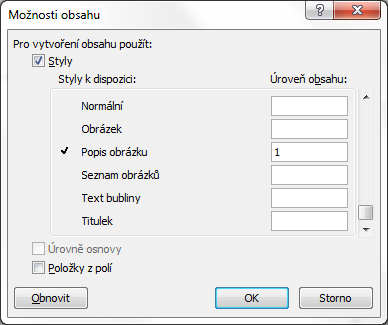 Možnosti obsahu
Pro vytvoření obsahu použít:
Styly
Styly k dispozici: Úroveň obsahu:
Normální
Obrázek
Popis obrázku 1
Seznam obrázků
Text bubliny
Titulek
Úrovně osnovy
Položky z polí
Obnovit OK Storno